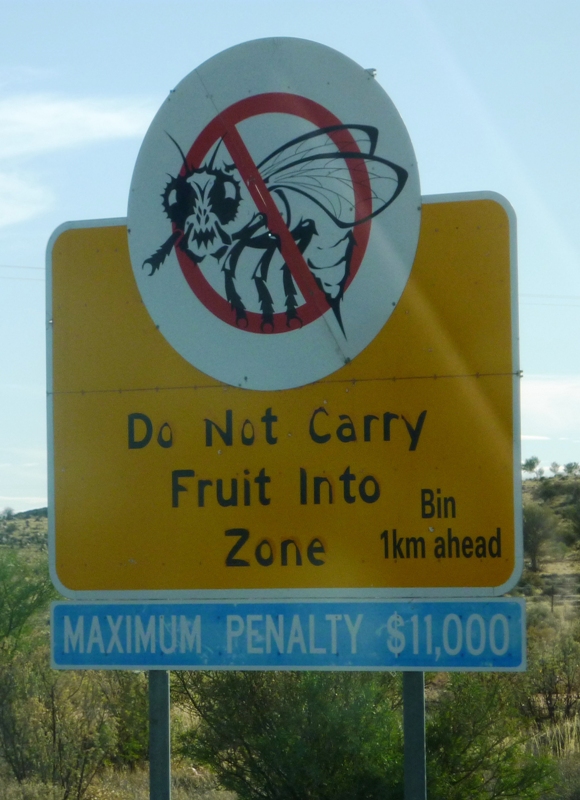 Do Not Carry
Fruit Into
Zone
Bin
1km ahead
MAXIMUM PENALTY $11,000